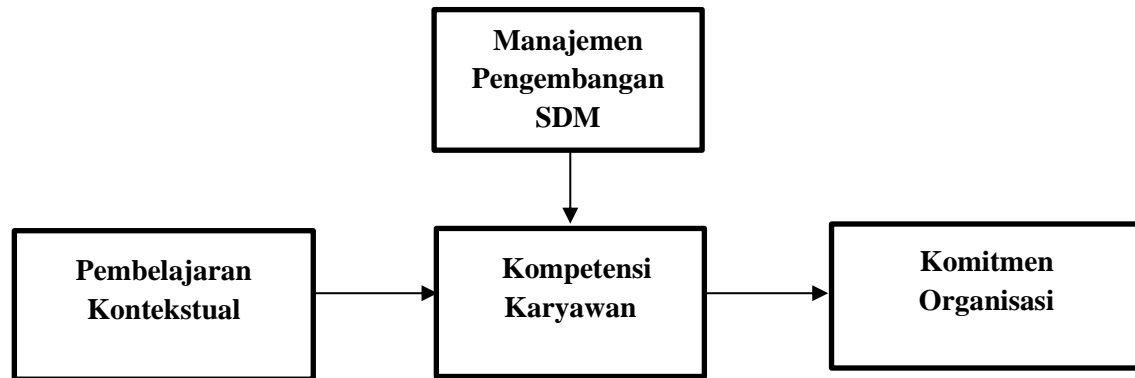 Manajemen
Pengembangan
SDM
Pembelajaran
Kontekstual
Kompetensi
Karyawan
Komitmen
Organisasi